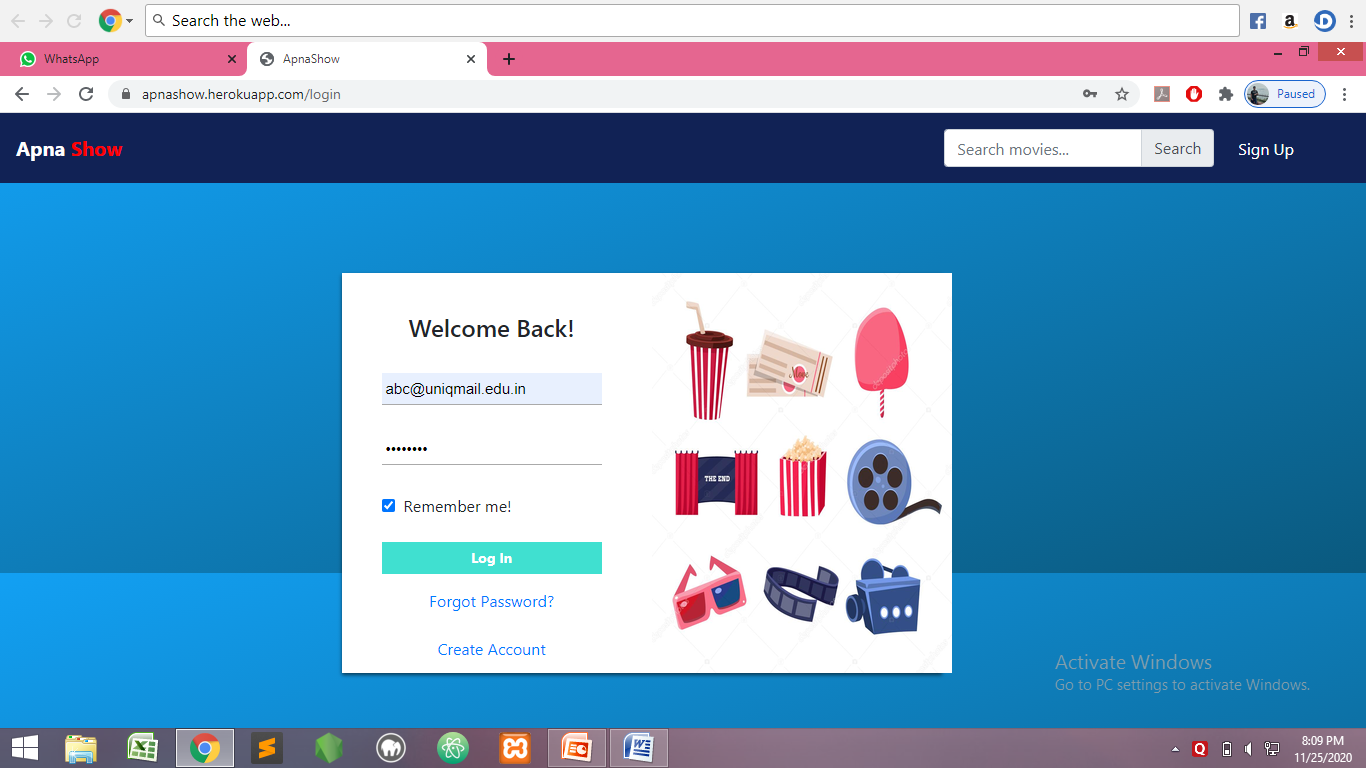 Search the web...
WhatsApp
ApnaShow
apnashow.herokuapp.com/login
Paused
Apna Show
Search movies...
Search
Sign Up
Welcome Back!
abc@uniqmail.edu.in
••••••••
Remember me!
Log In
Forgot Password?
Create Account
THE END
Activate Windows
Go to PC settings to activate Windows.
8:09 PM
11/25/2020